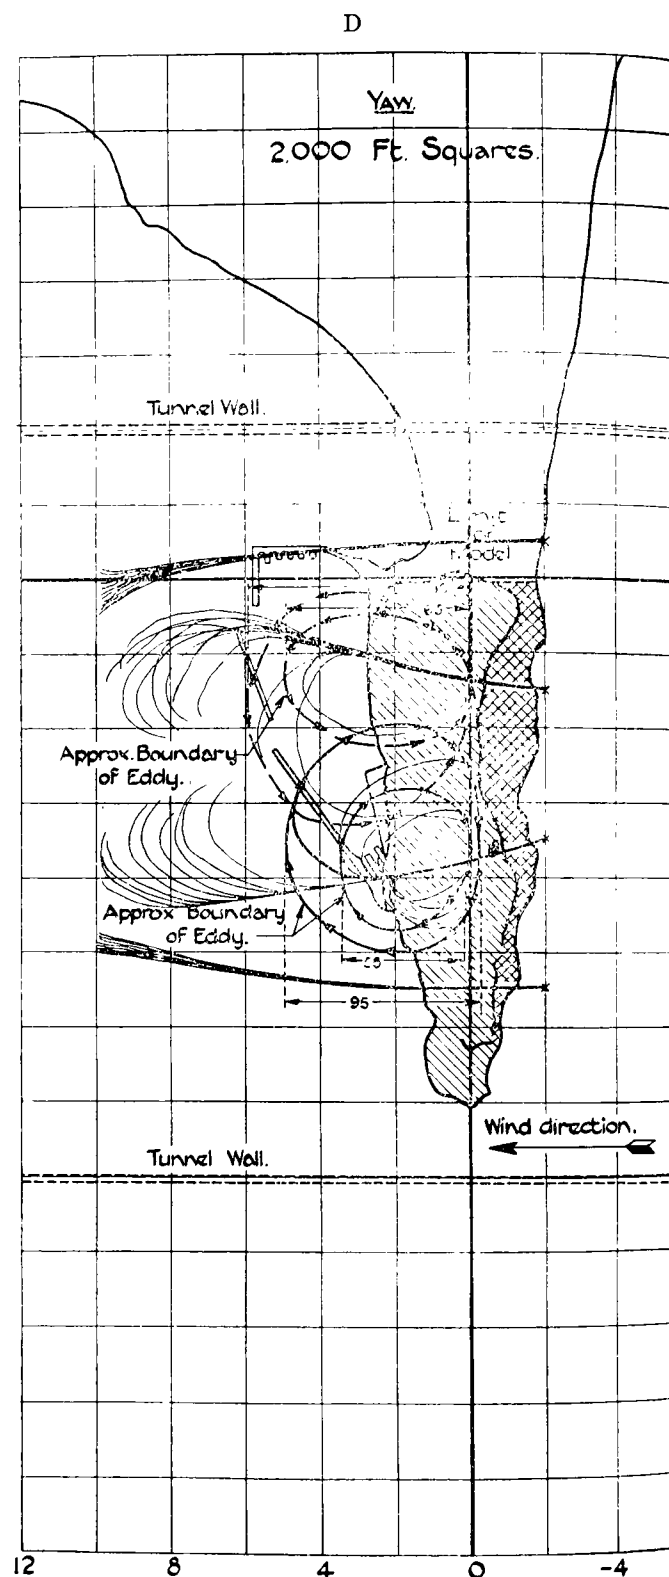 D
YAW.
2,000 Ft. Squares.
Tunnel Wall.
Limit
of
Model
Approx. Boundary
of Eddy.
Approx Boundary
of Eddy.
95
Wind direction.
Tunnel Wall.
12 8 4 0 -4